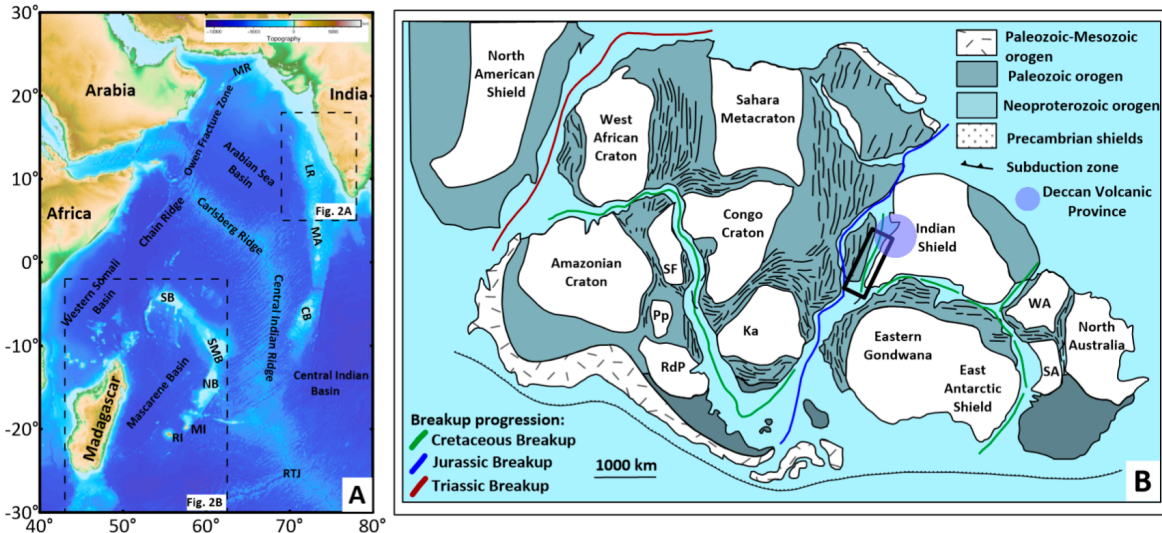 30°
20°
10°
0°
-10°
-20°
-30°
40°
50°
60°
70°
80°
-10000
-5000
0
5000
Topography
Arabia
India
Africa
Madagascar
MR
Owen Fracture Zone
Arabian Sea
Basin
LR
Fig. 2A
Chain Ridge
Carlsberg Ridge
MA
Western Somali
Basin
SB
Central Indian Ridge
CB
SMB
Mascarene Basin
NB
Central Indian
Basin
RI
MI
RTJ
Fig. 2B
A
North
American
Shield
West
African
Craton
Sahara
Metacraton
Congo
Craton
Amazonian
Craton
SF
Pp
RdP
Ka
Indian
Shield
Eastern
Gondwana
East
Antarctic
Shield
WA
North
Australia
SA
Paleozoic-Mesozoic
orogen
Paleozoic orogen
Neoproterozoic orogen
Precambrian shields
Subduction zone
Deccan Volcanic
Province
Breakup progression:
Cretaceous Breakup
Jurassic Breakup
Triassic Breakup
1000 km
B